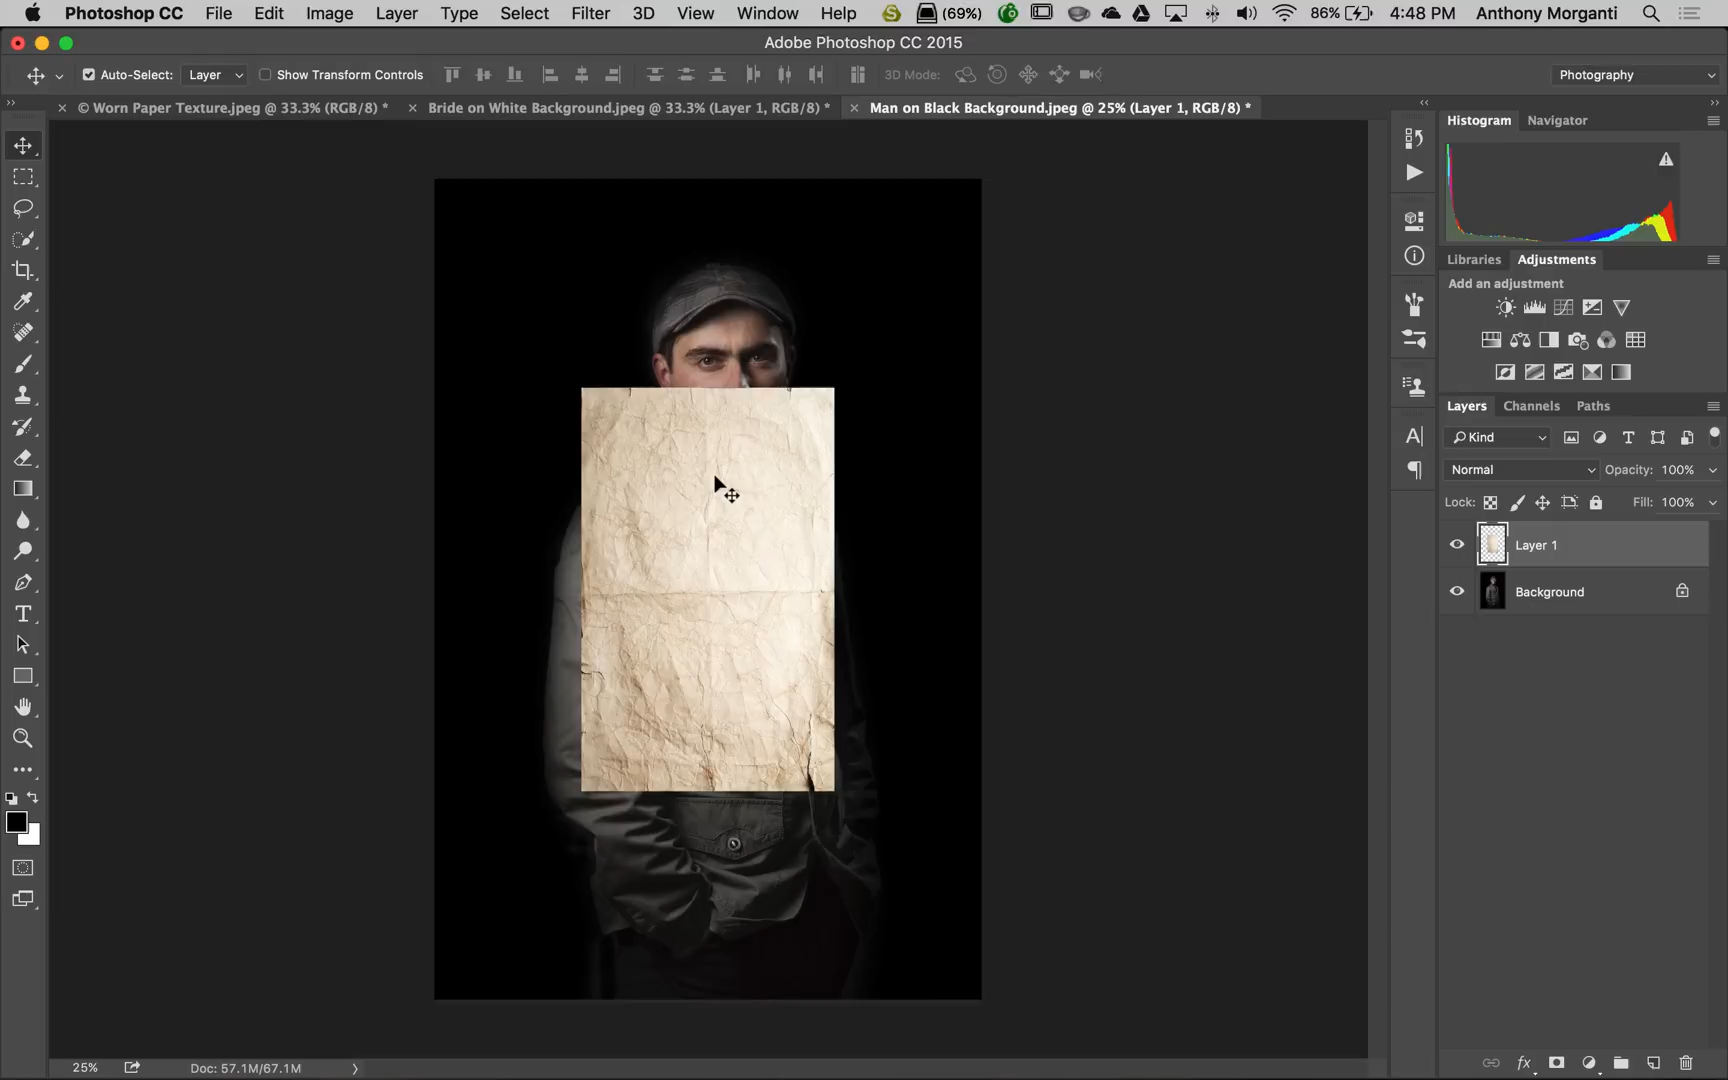 Photoshop CC File Edit Image Layer Type Select Filter 3D View Window Help (69%) 86% 4:48 PM Anthony Morganti
Adobe Photoshop CC 2015
Auto-Select: Layer Show Transform Controls 3D Mode: Photography
© Worn Paper Texture.jpeg @ 33.3% (RGB/8) * Bride on White Background.jpeg @ 33.3% (Layer 1, RGB/8) * Man on Black Background.jpeg @ 25% (Layer 1, RGB/8) *
Histogram Navigator
Libraries Adjustments
Add an adjustment
Layers Channels Paths
Kind
Normal Opacity: 100%
Lock: Fill: 100%
Layer 1
Background
25% Doc: 57.1M/67.1M